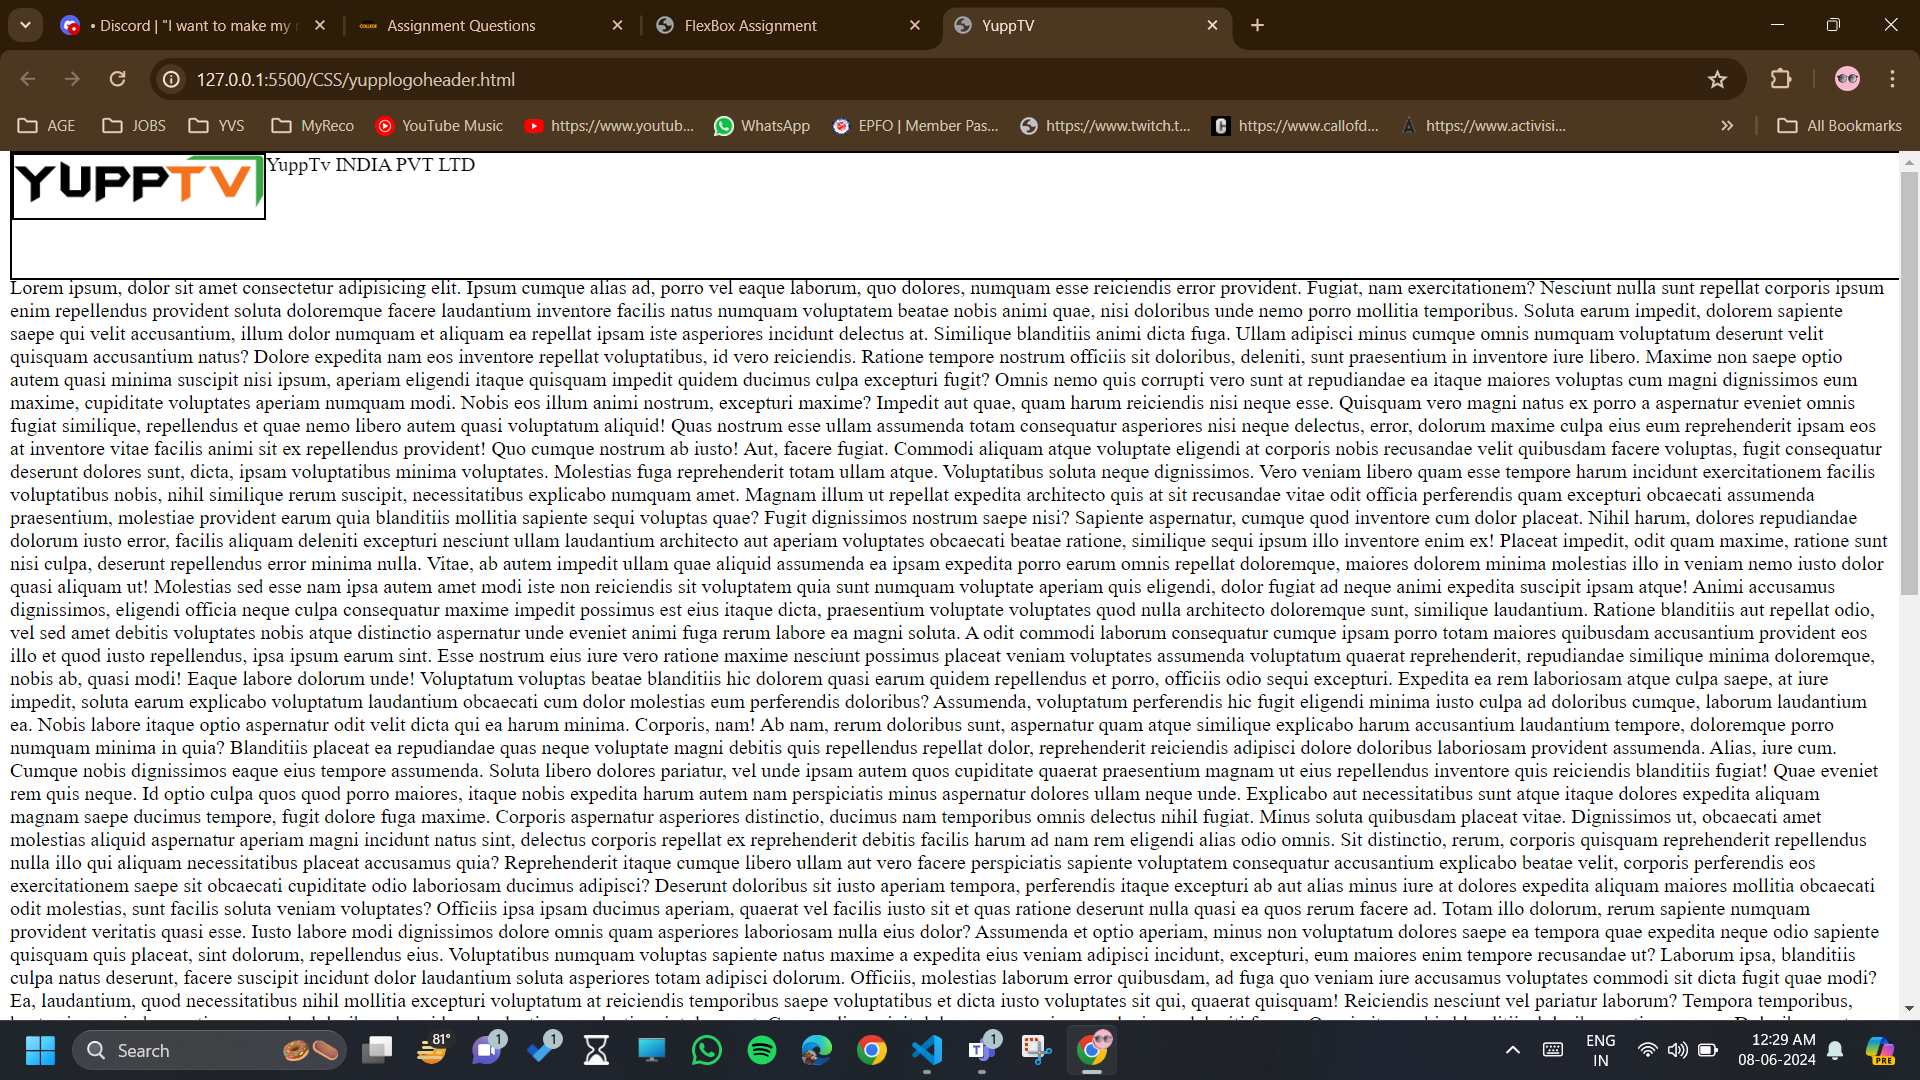 • Discord | "I want to make my
Assignment Questions
FlexBox Assignment
YuppTV
127.0.0.1:5500/CSS/yupplogoheader.html
AGE
JOBS
YVS
MyReco
YouTube Music
https://www.youtub...
WhatsApp
EPFO | Member Pas...
https://www.twitch.t...
https://www.callofd...
https://www.activisi...
All Bookmarks
YUPPTV
YuppTv INDIA PVT LTD
Lorem ipsum, dolor sit amet consectetur adipisicing elit. Ipsum cumque alias ad, porro vel eaque laborum, quo dolores, numquam esse reiciendis error provident. Fugiat, nam exercitationem? Nesciunt nulla sunt repellat corporis ipsum
enim repellendus provident soluta doloremque facere laudantium inventore facilis natus numquam voluptatem beatae nobis animi quae, nisi doloribus unde nemo porro mollitia temporibus. Soluta earum impedit, dolorem sapiente
saepe qui velit accusantium, illum dolor numquam et aliquam ea repellat ipsam iste asperiores incidunt delectus at. Similique blanditiis animi dicta fuga. Ullam adipisci minus cumque omnis numquam voluptatum deserunt velit
quisquam accusantium natus? Dolore expedita nam eos inventore repellat voluptatibus, id vero reiciendis. Ratione tempore nostrum officiis sit doloribus, deleniti, sunt praesentium in inventore iure libero. Maxime non saepe optio
autem quasi minima suscipit nisi ipsum, aperiam eligendi itaque quisquam impedit quidem ducimus culpa excepturi fugit? Omnis nemo quis corrupti vero sunt at repudiandae ea itaque maiores voluptas cum magni dignissimos eum
maxime, cupiditate voluptates aperiam numquam modi. Nobis eos illum animi nostrum, excepturi maxime? Impedit aut quae, quam harum reiciendis nisi neque esse. Quisquam vero magni natus ex porro a aspernatur eveniet omnis
fugiat similique, repellendus et quae nemo libero autem quasi voluptatum aliquid! Quas nostrum esse ullam assumenda totam consequatur asperiores nisi neque delectus, error, dolorum maxime culpa eius eum reprehenderit ipsam eos
at inventore vitae facilis animi sit ex repellendus provident! Quo cumque nostrum ab iusto! Aut, facere fugiat. Commodi aliquam atque voluptate eligendi at corporis nobis recusandae velit quibusdam facere voluptas, fugit consequatur
deserunt dolores sunt, dicta, ipsam voluptatibus minima voluptates. Molestias fuga reprehenderit totam ullam atque. Voluptatibus soluta neque dignissimos. Vero veniam libero quam esse tempore harum incidunt exercitationem facilis
voluptatibus nobis, nihil similique rerum suscipit, necessitatibus explicabo numquam amet. Magnam illum ut repellat expedita architecto quis at sit recusandae vitae odit officia perferendis quam excepturi obcaecati assumenda
praesentium, molestiae provident earum quia blanditiis mollitia sapiente sequi voluptas quae? Fugit dignissimos nostrum saepe nisi? Sapiente aspernatur, cumque quod inventore cum dolor placeat. Nihil harum, dolores repudiandae
dolorum iusto error, facilis aliquam deleniti excepturi nesciunt ullam laudantium architecto aut aperiam voluptates obcaecati beatae ratione, similique sequi ipsum illo inventore enim ex! Placeat impedit, odit quam maxime, ratione sunt
nisi culpa, deserunt repellendus error minima nulla. Vitae, ab autem impedit ullam quae aliquid assumenda ea ipsam expedita porro earum omnis repellat doloremque, maiores dolorem minima molestias illo in veniam nemo iusto dolor
quasi aliquam ut! Molestias sed esse nam ipsa autem amet modi iste non reiciendis sit voluptatem quia sunt numquam voluptate aperiam quis eligendi, dolor fugiat ad neque animi expedita suscipit ipsam atque! Animi accusamus
dignissimos, eligendi officia neque culpa consequatur maxime impedit possimus est eius itaque dicta, praesentium voluptate voluptates quod nulla architecto doloremque sunt, similique laudantium. Ratione blanditiis aut repellat odio,
vel sed amet debitis voluptates nobis atque distinctio aspernatur unde eveniet animi fuga rerum labore ea magni soluta. A odit commodi laborum consequatur cumque ipsam porro totam maiores quibusdam accusantium provident eos
illo et quod iusto repellendus, ipsa ipsum earum sint. Esse nostrum eius iure vero ratione maxime nesciunt possimus placeat veniam voluptates assumenda voluptatum quaerat reprehenderit, repudiandae similique minima doloremque,
nobis ab, quasi modi! Eaque labore dolorum unde! Voluptatum voluptas beatae blanditiis hic dolorem quasi earum quidem repellendus et porro, officiis odio sequi excepturi. Expedita ea rem laboriosam atque culpa saepe, at iure
impedit, soluta earum explicabo voluptatum laudantium obcaecati cum dolor molestias eum perferendis doloribus? Assumenda, voluptatum perferendis hic fugit eligendi minima iusto culpa ad doloribus cumque, laborum laudantium
ea. Nobis labore itaque optio aspernatur odit velit dicta qui ea harum minima. Corporis, nam! Ab nam, rerum doloribus sunt, aspernatur quam atque similique explicabo harum accusantium laudantium tempore, doloremque porro
numquam minima in quia? Blanditiis placeat ea repudiandae quas neque voluptate magni debitis quis repellendus repellat dolor, reprehenderit reiciendis adipisci dolore doloribus laboriosam provident assumenda. Alias, iure cum.
Cumque nobis dignissimos eaque eius tempore assumenda. Soluta libero dolores pariatur, vel unde ipsam autem quos cupiditate quaerat praesentium magnam ut eius repellendus inventore quis reiciendis blanditiis fugiat! Quae eveniet
rem quis neque. Id optio culpa quos quod porro maiores, itaque nobis expedita harum autem nam perspiciatis minus aspernatur dolores ullam neque unde. Explicabo aut necessitatibus sunt atque itaque dolores expedita aliquam
magnam saepe ducimus tempore, fugit dolore fuga maxime. Corporis aspernatur asperiores distinctio, ducimus nam temporibus omnis delectus nihil fugiat. Minus soluta quibusdam placeat vitae. Dignissimos ut, obcaecati amet
molestias aliquid aspernatur aperiam magni incidunt natus sint, delectus corporis repellat ex reprehenderit debitis facilis harum ad nam rem eligendi alias odio omnis. Sit distinctio, rerum, corporis quisquam reprehenderit repellendus
nulla illo qui aliquam necessitatibus placeat accusamus quia? Reprehenderit itaque cumque libero ullam aut vero facere perspiciatis sapiente voluptatem consequatur accusantium explicabo beatae velit, corporis perferendis eos
exercitationem saepe sit obcaecati cupiditate odio laboriosam ducimus adipisci? Deserunt doloribus sit iusto aperiam tempora, perferendis itaque excepturi ab aut alias minus iure at dolores expedita aliquam maiores mollitia obcaecati
odit molestias, sunt facilis soluta veniam voluptates? Officiis ipsa ipsam ducimus aperiam, quaerat vel facilis iusto sit et quas ratione deserunt nulla quasi ea quos rerum facere ad. Totam illo dolorum, rerum sapiente numquam
provident veritatis quasi esse. Iusto labore modi dignissimos dolore omnis quam asperiores laboriosam nulla eius dolor? Assumenda et optio aperiam, minus non voluptatum dolores saepe ea tempora quae expedita neque odio sapiente
quisquam quis placeat, sint dolorum, repellendus eius. Voluptatibus numquam voluptas sapiente natus maxime a expedita eius veniam adipisci incidunt, excepturi, eum maiores enim tempore recusandae ut? Laborum ipsa, blanditiis
culpa natus deserunt, facere suscipit incidunt dolor laudantium soluta asperiores totam adipisci dolorum. Officiis, molestias laborum error quibusdam, ad fuga quo veniam iure accusamus voluptates commodi sit dicta fugit quae modi?
Ea, laudantium, quod necessitatibus nihil mollitia excepturi voluptatum at reiciendis temporibus saepe voluptatibus et dicta iusto voluptates sit qui, quaerat quisquam! Reiciendis nesciunt vel pariatur laborum? Tempora temporibus,
Search
81°
1
1
1
ENG
IN
12:29 AM
08-06-2024
PRE